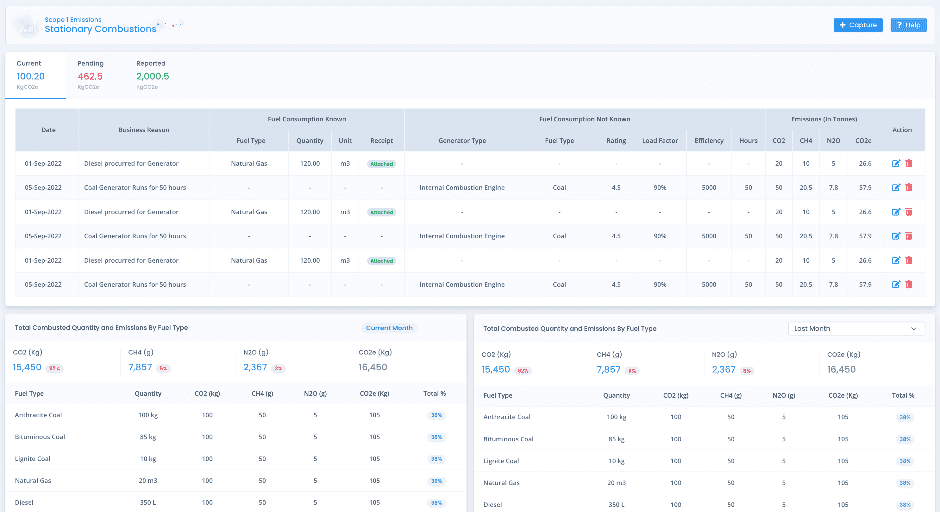 Scope 1 Emissions
Stationary Combustions
+ Capture
? Help
Current Pending Reported
100.20 462.5 2,000.5
KgCO2e KgCO2e KgCO2e
Fuel Consumption Known Fuel Consumption Not Known Emissions (In Tonnes)
Date Business Reason Action
Fuel Type Quantity Unit Receipt Generator Type Fuel Type Rating Load Factor Efficiency Hours CO2 CH4 N2O CO2e
01-Sep-2022 Diesel procurred for Generator Natural Gas 120.00 m3 Attached - - - - - - 20 10 5 26.6
05-Sep-2022 Coal Generator Runs for 50 hours - - - - Internal Combustion Engine Coal 4.5 90% 5000 50 50 20.5 7.8 57.9
01-Sep-2022 Diesel procurred for Generator Natural Gas 120.00 m3 Attached - - - - - - 20 10 5 26.6
05-Sep-2022 Coal Generator Runs for 50 hours - - - - Internal Combustion Engine Coal 4.5 90% 5000 50 50 20.5 7.8 57.9
01-Sep-2022 Diesel procurred for Generator Natural Gas 120.00 m3 Attached - - - - - - 20 10 5 26.6
05-Sep-2022 Coal Generator Runs for 50 hours - - - - Internal Combustion Engine Coal 4.5 90% 5000 50 50 20.5 7.8 57.9
Total Combusted Quantity and Emissions By Fuel Type Current Month
CO2 (Kg) CH4 (g) N2O (g) CO2e (Kg)
15,450 7,857 2,367 16,450
Fuel Type Quantity CO2 (kg) CH4 (g) N2O (g) CO2e (Kg) Total %
Anthracite Coal 100 kg 100 50 5 105 38%
Bituminous Coal 85 kg 100 50 5 105 38%
Lignite Coal 10 kg 100 50 5 105 38%
Natural Gas 20 m3 100 50 5 105 38%
Diesel 350 L 100 50 5 105 38%
Total Combusted Quantity and Emissions By Fuel Type Last Month
CO2 (Kg) CH4 (g) N2O (g) CO2e (Kg)
15,450 7,857 2,367 16,450
Fuel Type Quantity CO2 (kg) CH4 (g) N2O (g) CO2e (Kg) Total %
Anthracite Coal 100 kg 100 50 5 105 38%
Bituminous Coal 85 kg 100 50 5 105 38%
Lignite Coal 10 kg 100 50 5 105 38%
Natural Gas 20 m3 100 50 5 105 38%
Diesel 350 L 100 50 5 105 38%